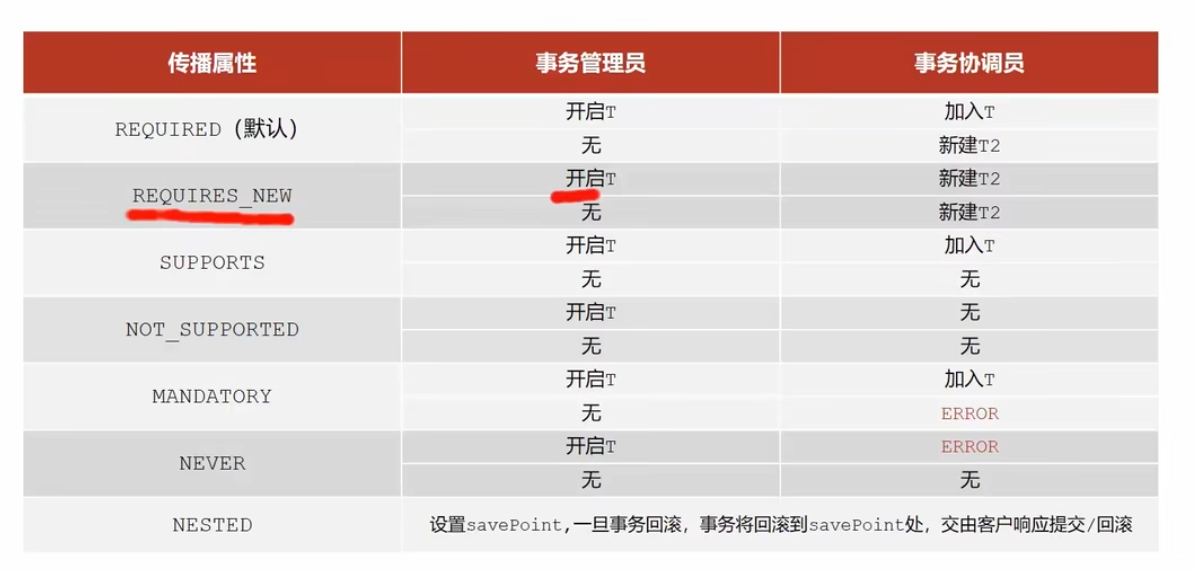 传播属性 事务管理员 事务协调员
REQUIRED（默认） 开启T 加入T
无 新建T2
REQUIRES_NEW 开启T 新建T2
无 新建T2
SUPPORTS 开启T 加入T
无 无
NOT_SUPPORTED 开启T 无
无 无
MANDATORY 开启T 加入T
无 ERROR
NEVER 开启T ERROR
无 无
NESTED 设置savePoint,一旦事务回滚，事务将回滚到savePoint处，交由客户响应提交/回滚